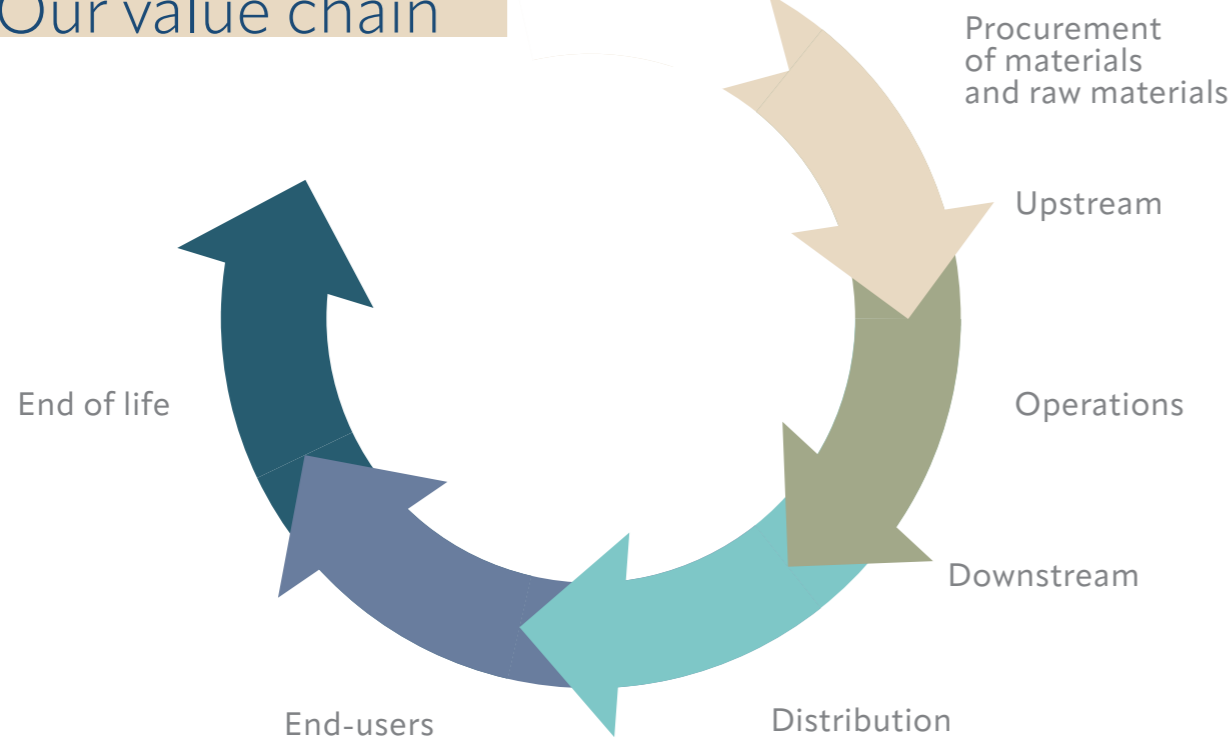 Our value chain
Procurement
of materials
and raw materials
Upstream
Operations
Downstream
Distribution
End-users
End of life